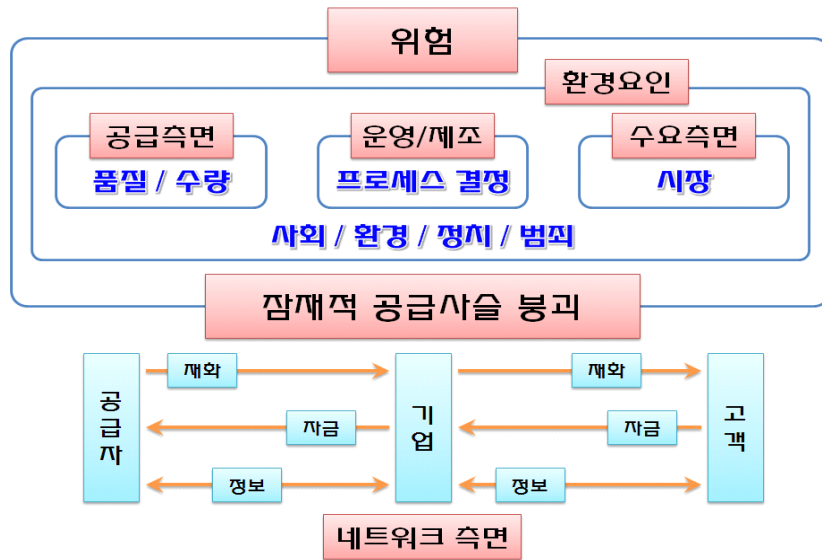 위험
환경요인
공급측면
운영/제조
수요측면
품질 / 수량
프로세스 결정
시장
사회 / 환경 / 정치 / 범죄
잠재적 공급사슬 붕괴
공급자
기업
고객
재화
재화
자금
자금
정보
정보
네트워크 측면